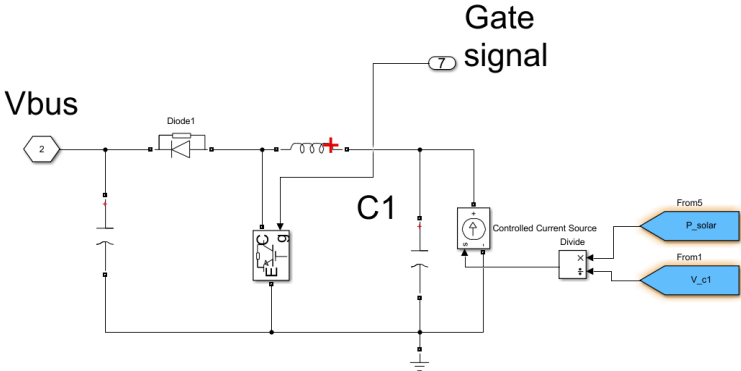 Gate
signal
7
Vbus
Diode1
2
C
g
E
C1
+
s
-
Controlled Current Source
Divide
×
÷
From5
P_solar
From1
V_c1